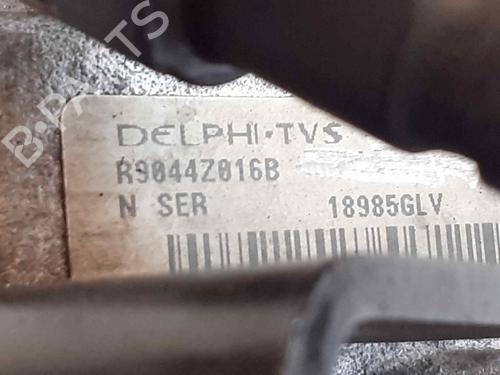 DELPHI·TVS
R9044Z016B
N SER 18985GLV
B-PARTS